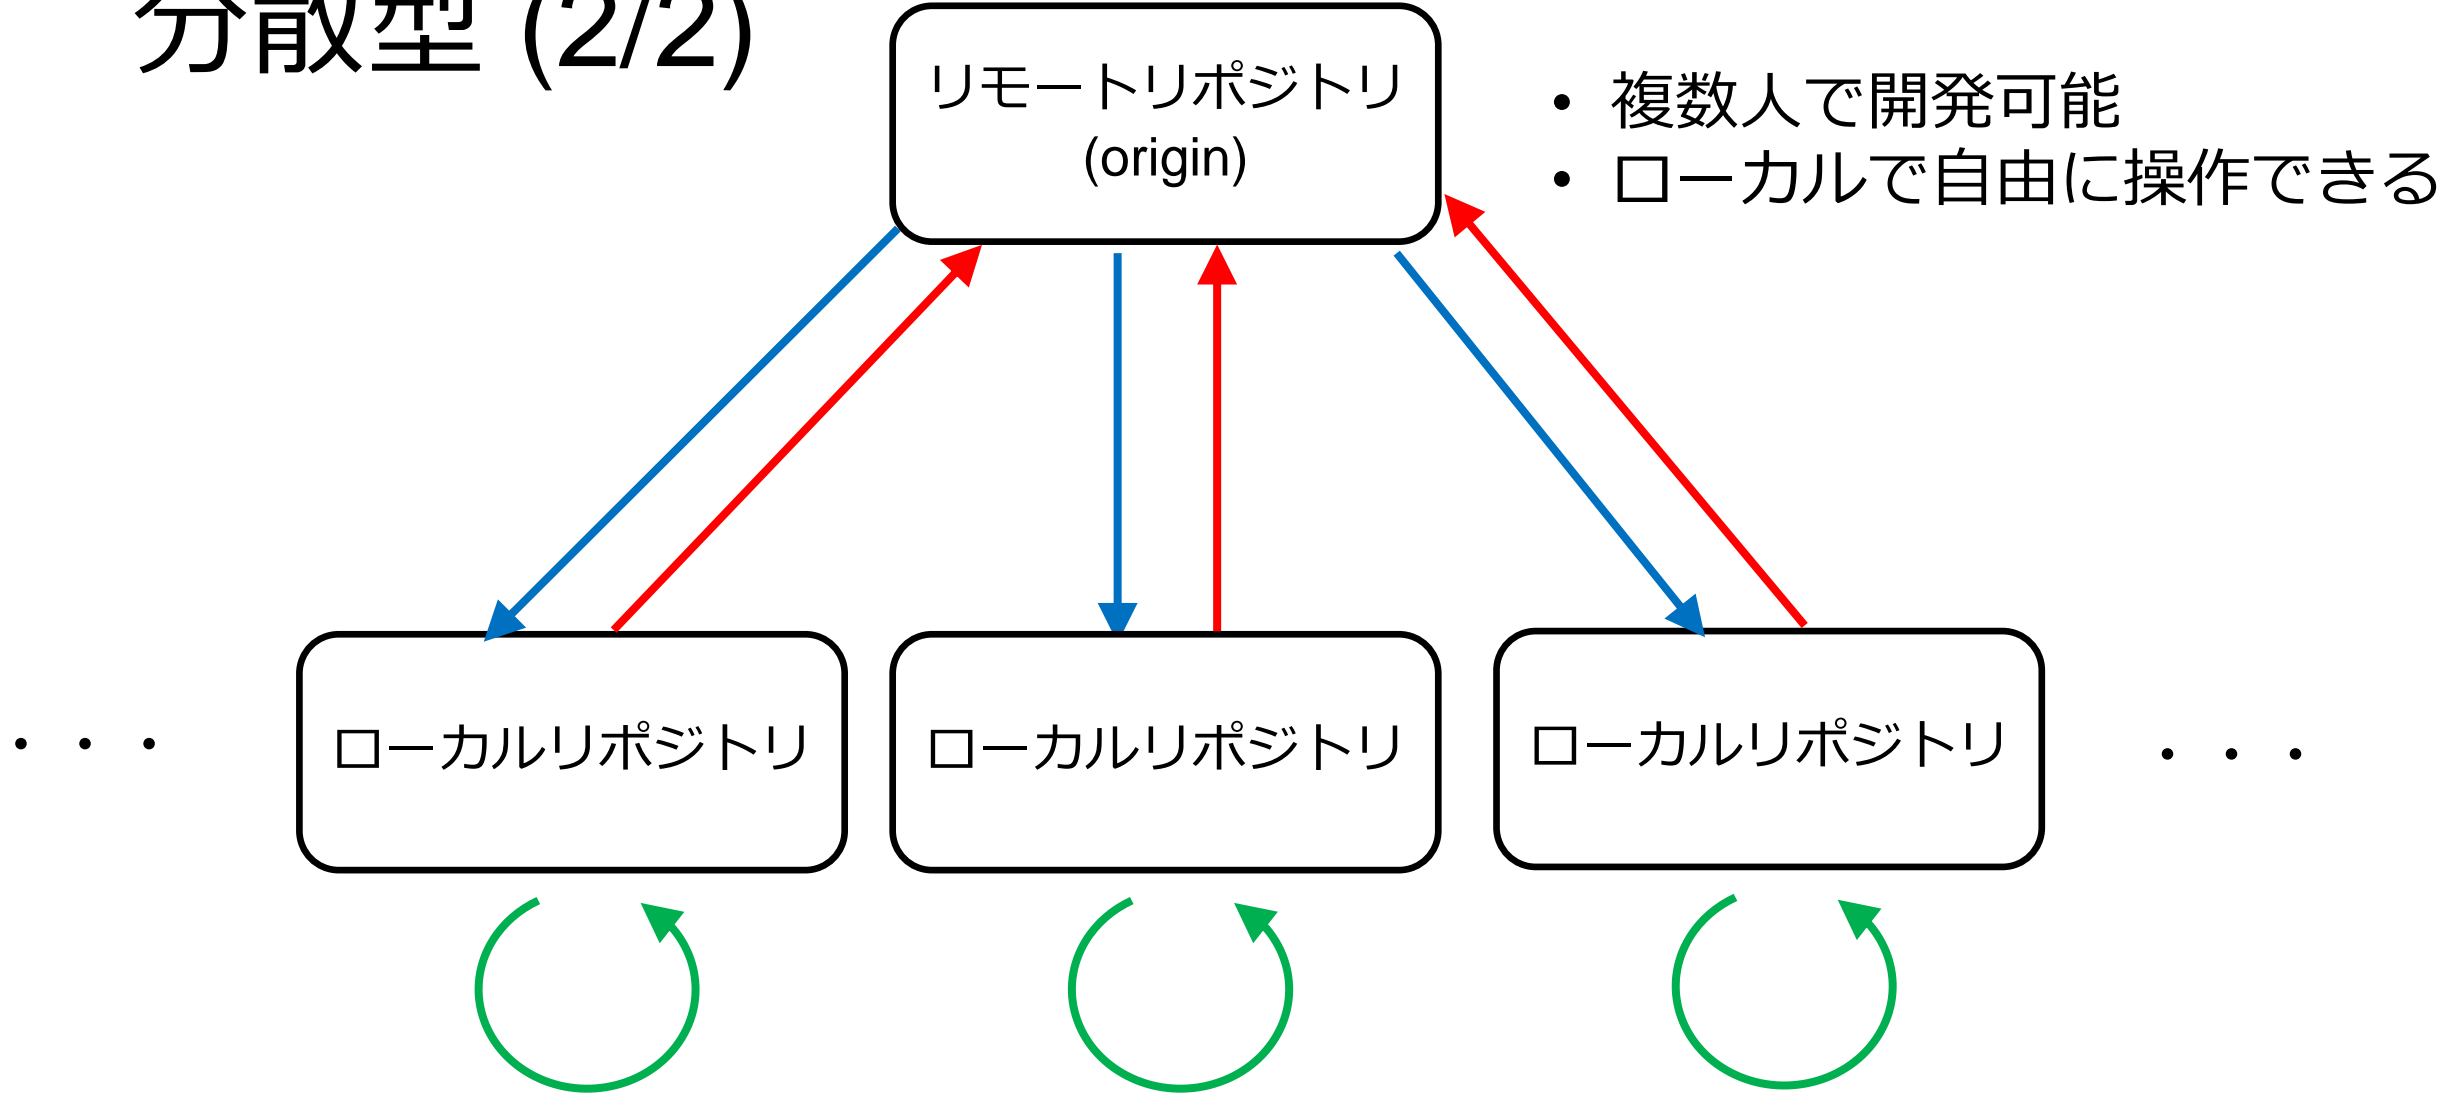 分散型 (2/2)
リモートリポジトリ
(origin)
• 複数人で開発可能
• ローカルで自由に操作できる
・・・
ローカルリポジトリ
ローカルリポジトリ
ローカルリポジトリ
・・・